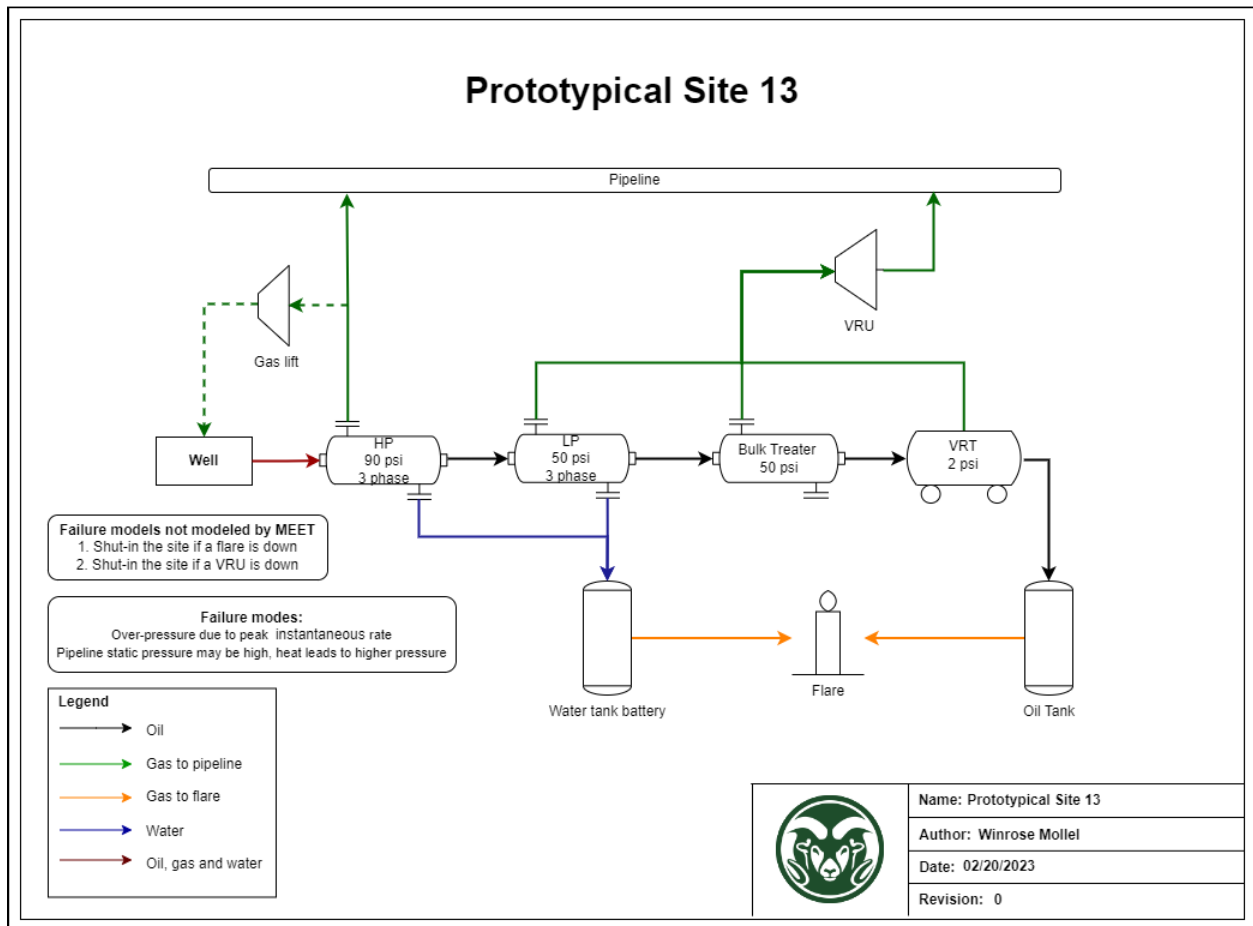 Prototypical Site 13
Pipeline
Gas lift
VRU
Well
HP
90 psi
3 phase
LP
50 psi
3 phase
Bulk Treater
50 psi
VRT
2 psi
Failure models not modeled by MEET
1. Shut-in the site if a flare is down
2. Shut-in the site if a VRU is down
Failure modes:
Over-pressure due to peak instantaneous rate
Pipeline static pressure may be high, heat leads to higher pressure
Water tank battery
Flare
Oil Tank
Legend
Oil
Gas to pipeline
Gas to flare
Water
Oil, gas and water
Name: Prototypical Site 13
Author: Winrose Mollel
Date: 02/20/2023
Revision: 0